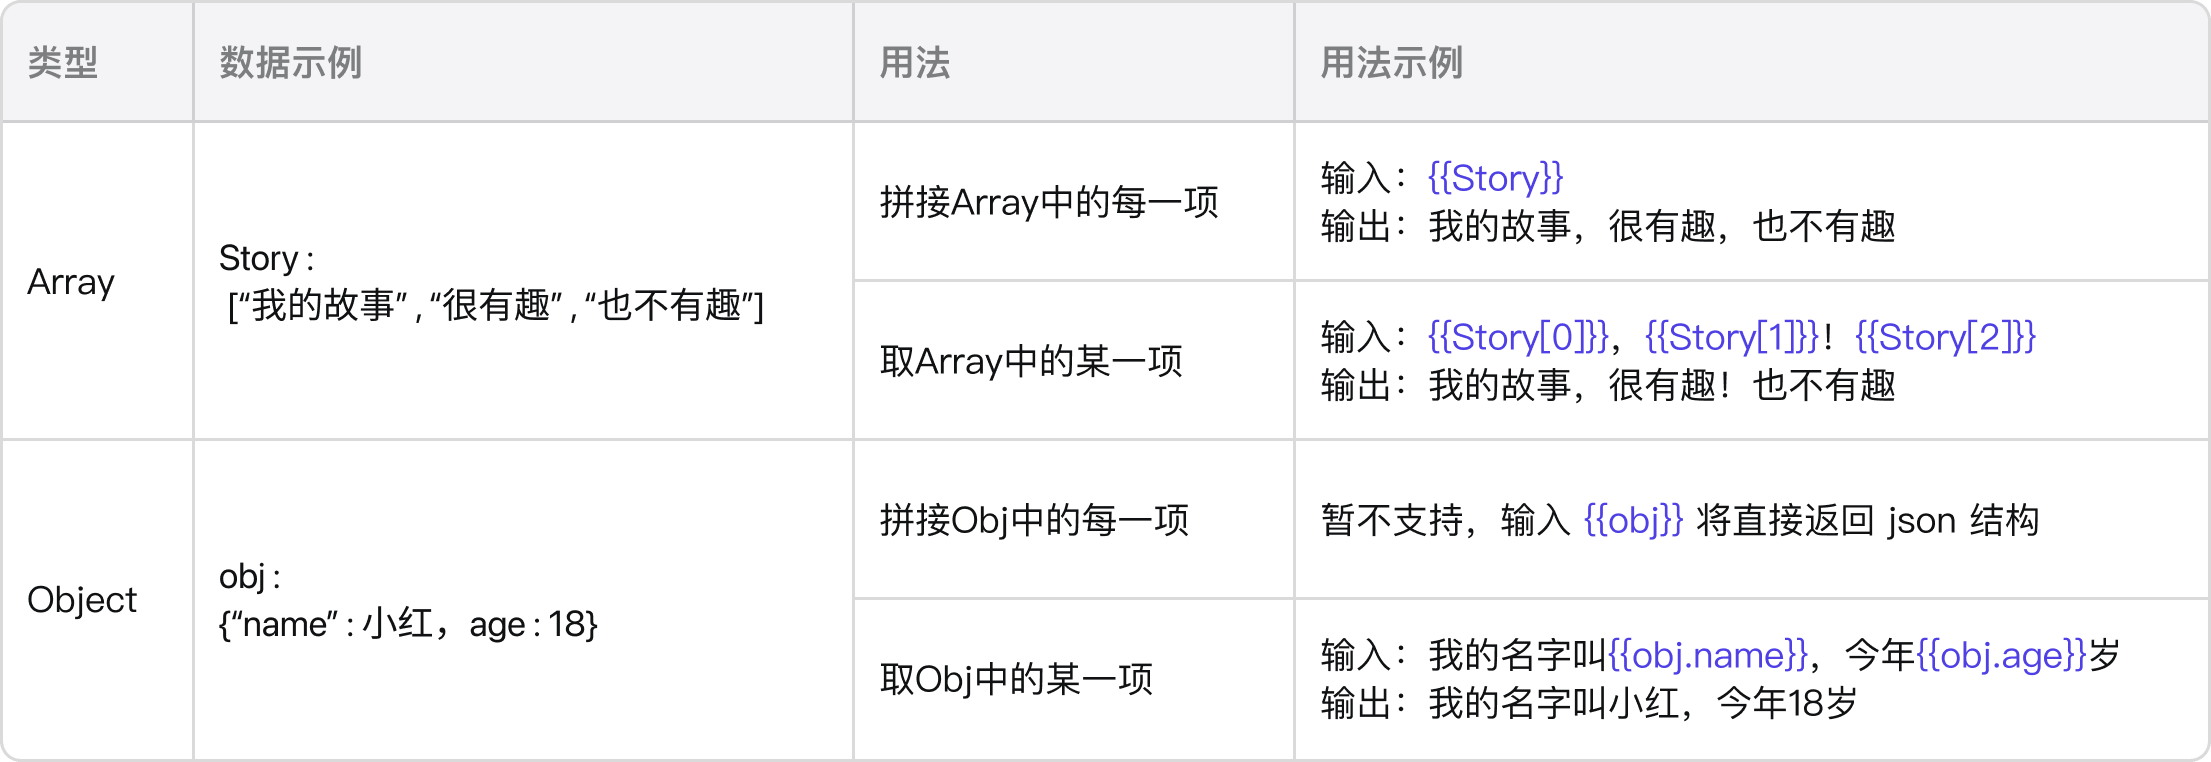 类型
数据示例
用法
用法示例
Array
Story :
[“我的故事” , “很有趣” , “也不有趣”]
拼接Array中的每一项
输入：{{Story}}
输出：我的故事，很有趣，也不有趣
取Array中的某一项
输入：{{Story[0]}}，{{Story[1]}}！{{Story[2]}}
输出：我的故事，很有趣！也不有趣
Object
obj :
{“name” : 小红，age : 18}
拼接Obj中的每一项
暂不支持，输入 {{obj}} 将直接返回 json 结构
取Obj中的某一项
输入：我的名字叫{{obj.name}}，今年{{obj.age}}岁
输出：我的名字叫小红，今年18岁